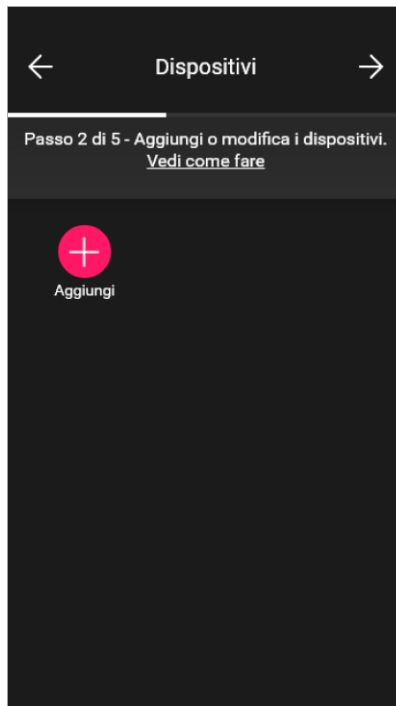 Dispositivi
Passo 2 di 5 - Aggiungi o modifica i dispositivi.
Vedi come fare
Aggiungi